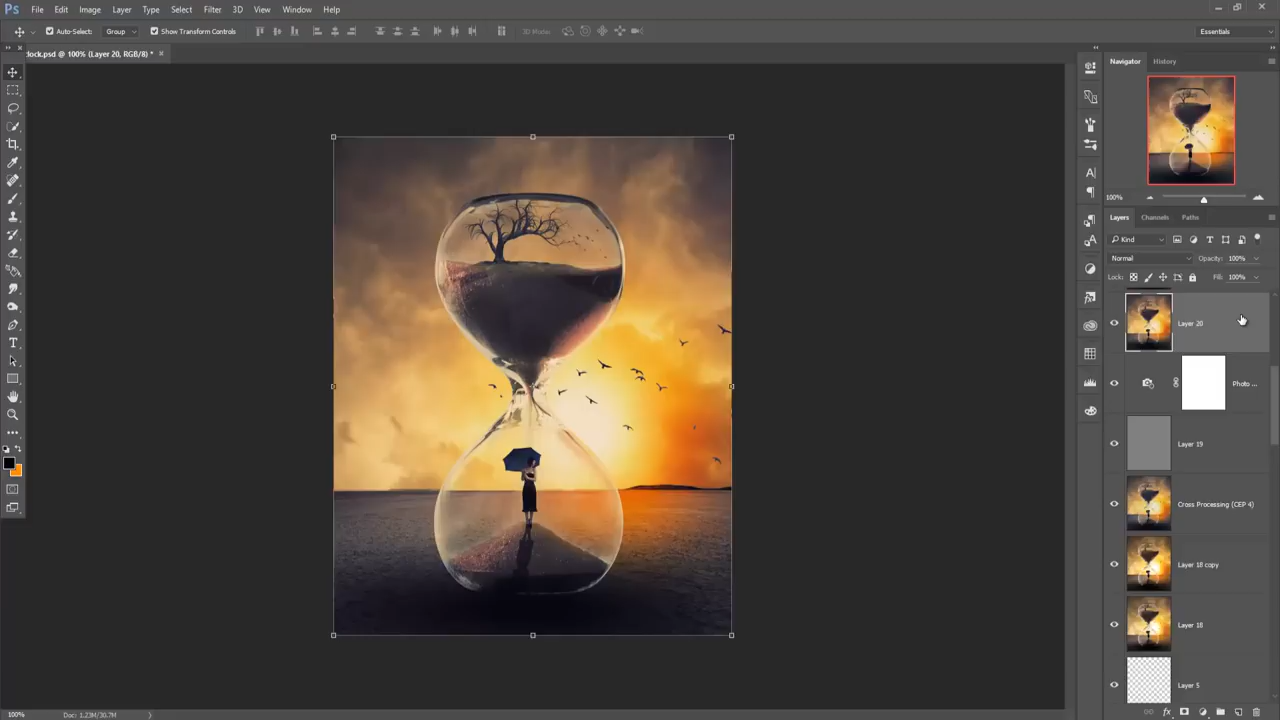 Ps File Edit Image Layer Type Select Filter 3D View Window Help
Auto-Select: Group Show Transform Controls 3D Modes Essentials
lock.psd @ 100% (Layer 20, RGB/8) * ×
Navigator History
100%
Layers Channels Paths
Kind
Normal Opacity: 100%
Lock: Fill: 100%
Layer 20
Photo ...
Layer 19
Cross Processing (CEP 4)
Layer 18 copy
Layer 18
Layer 5
100% Doc: 1.23M/30.7M